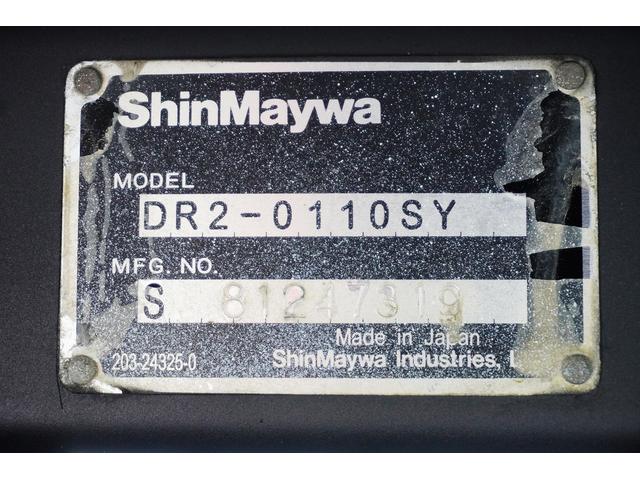 ShinMaywa
MODEL
DR2-0110SY
MFG. NO.
S 81247319
Made in Japan
203-24325-0
ShinMaywa Industries, L